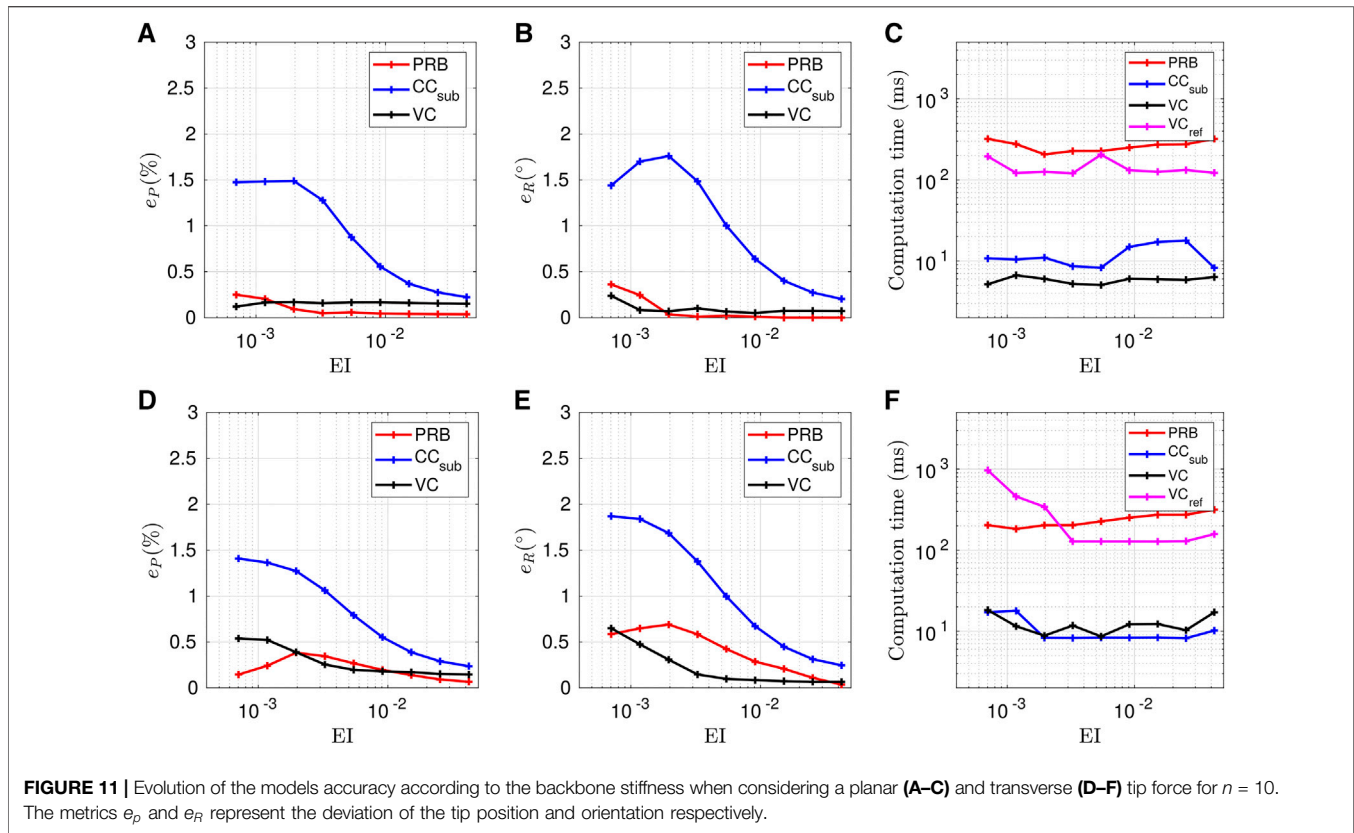 A
3
2.5
2
1.5
1
0.5
0
e_P(%)
10^-3
10^-2
EI
PRB
CC_sub
VC
B
3
2.5
2
1.5
1
0.5
0
e_R(°)
10^-3
10^-2
EI
PRB
CC_sub
VC
C
Computation time (ms)
10^3
10^2
10^1
10^-3
10^-2
EI
PRB
CC_sub
VC
VC_ref
D
3
2.5
2
1.5
1
0.5
0
e_P(%)
10^-3
10^-2
EI
PRB
CC_sub
VC
E
3
2.5
2
1.5
1
0.5
0
e_R(°)
10^-3
10^-2
EI
PRB
CC_sub
VC
F
Computation time (ms)
10^3
10^2
10^1
10^-3
10^-2
EI
PRB
CC_sub
VC
VC_ref
FIGURE 11 | Evolution of the models accuracy according to the backbone stiffness when considering a planar (A–C) and transverse (D–F) tip force for n = 10.
The metrics e_p and e_R represent the deviation of the tip position and orientation respectively.